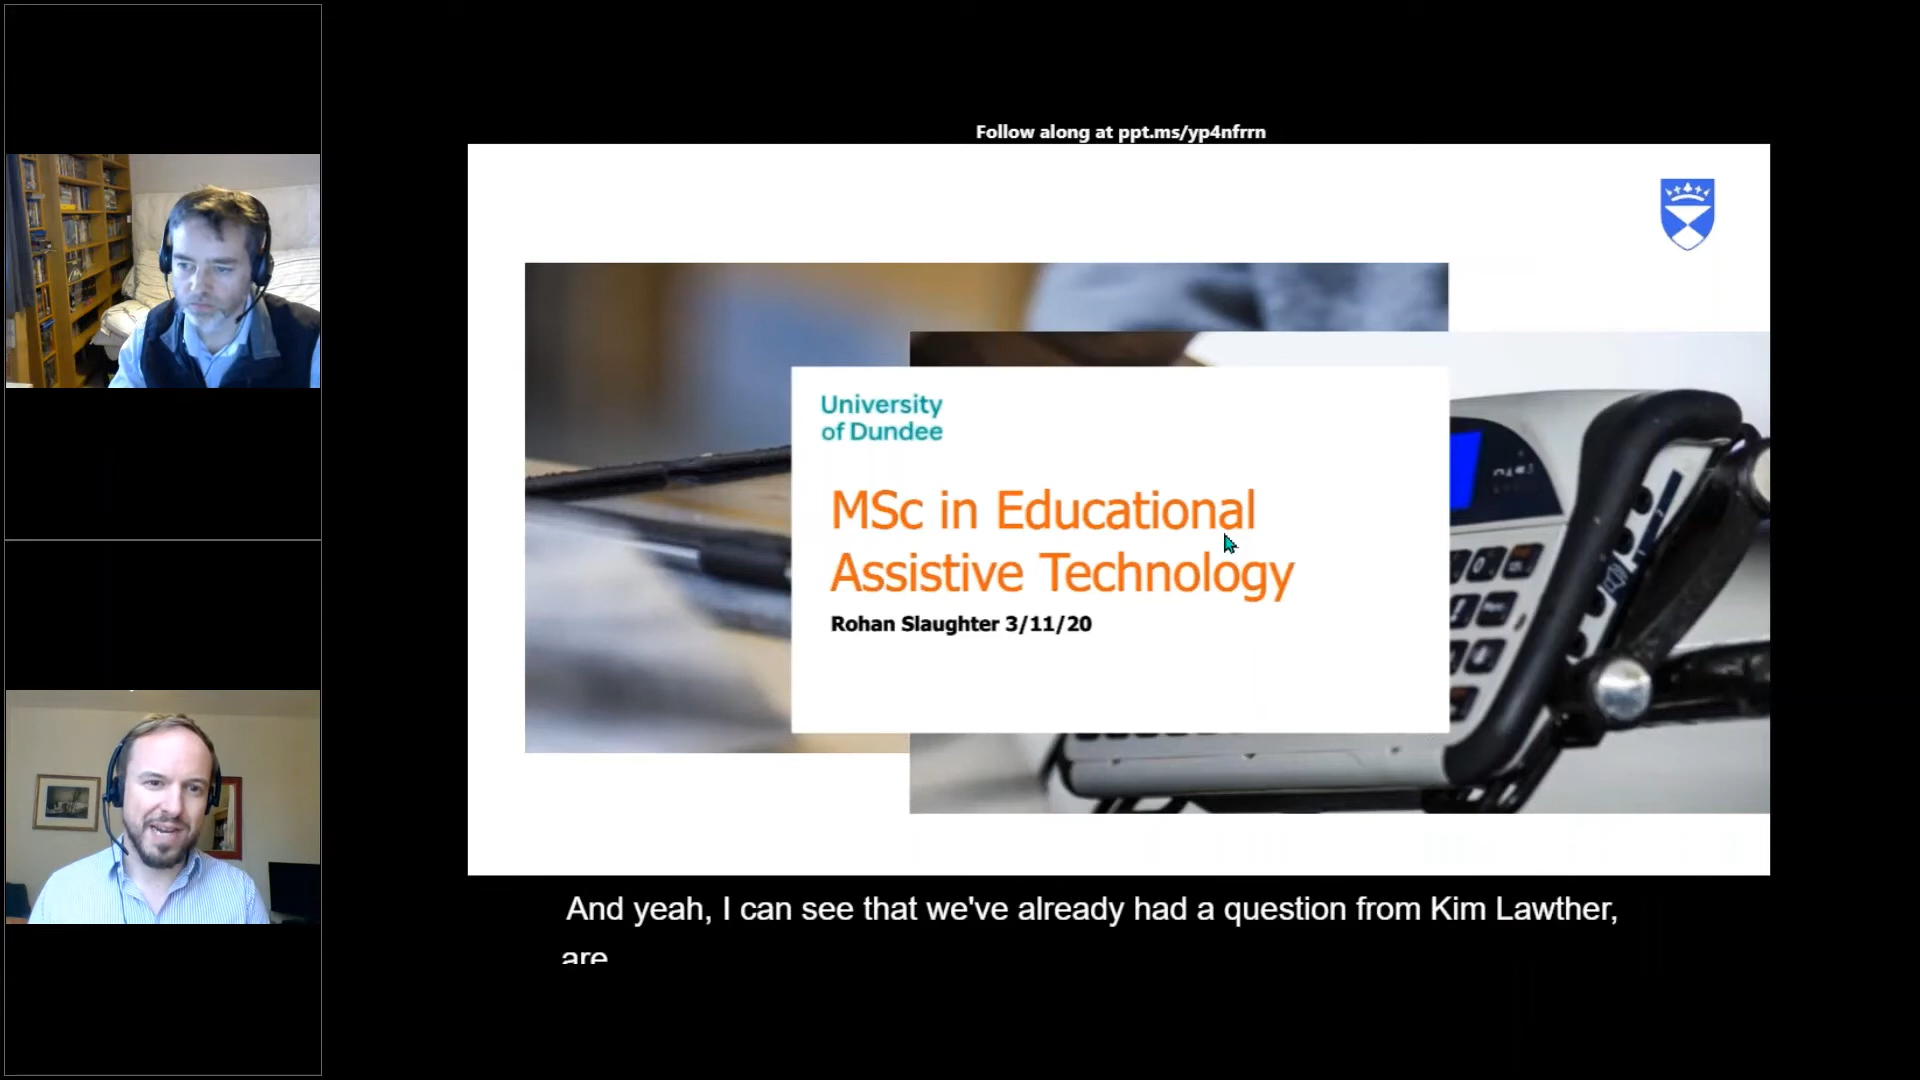 Follow along at ppt.ms/yp4nfrrn
University
of Dundee
MSc in Educational
Assistive Technology
Rohan Slaughter 3/11/20
And yeah, I can see that we've already had a question from Kim Lawther,
are